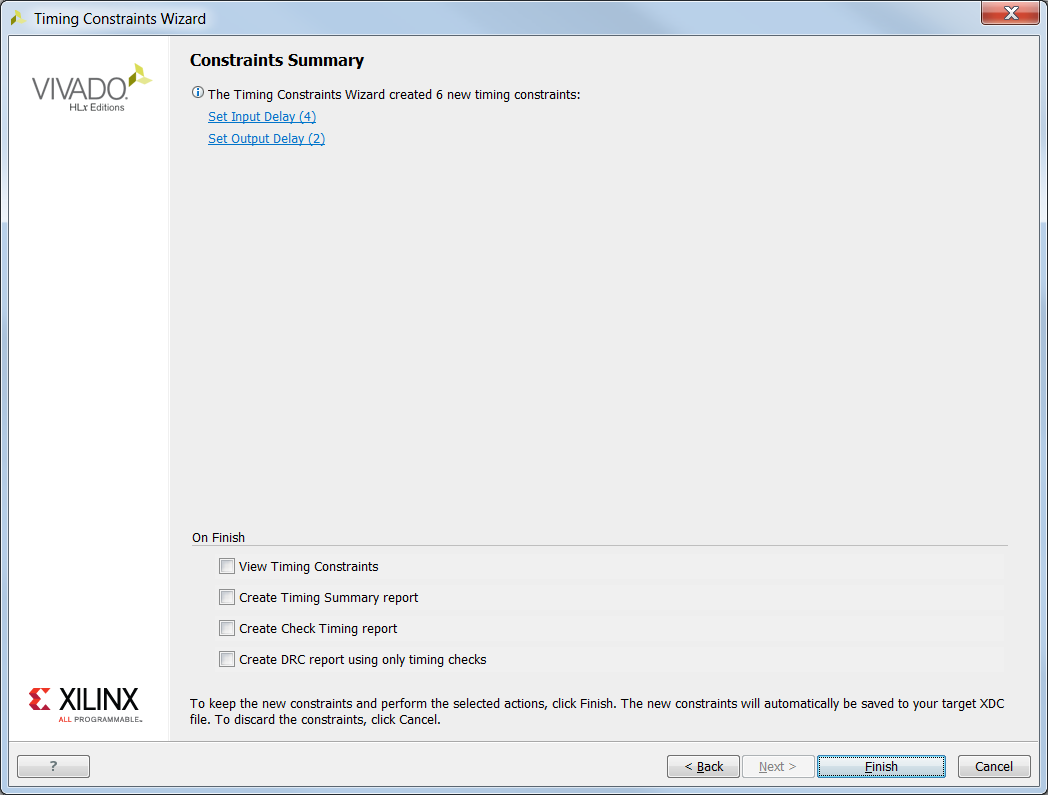 Timing Constraints Wizard
VIVADO.
HLx Editions
Constraints Summary
The Timing Constraints Wizard created 6 new timing constraints:
Set Input Delay (4)
Set Output Delay (2)
On Finish
View Timing Constraints
Create Timing Summary report
Create Check Timing report
Create DRC report using only timing checks
XILINX
ALL PROGRAMMABLE™
To keep the new constraints and perform the selected actions, click Finish. The new constraints will automatically be saved to your target XDC
file. To discard the constraints, click Cancel.
? < Back Next > Finish Cancel